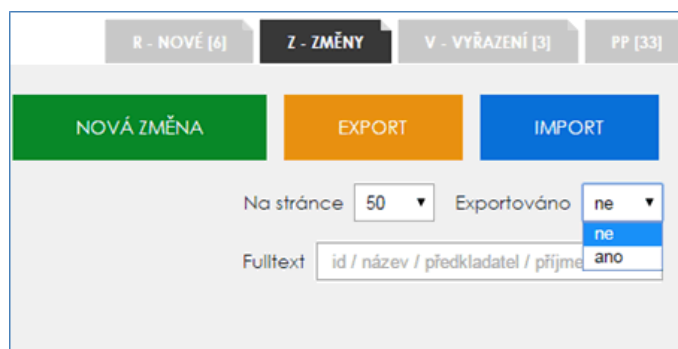 R - NOVÉ [6] Z - ZMĚNY V - VYŘAZENÍ [3] PP [33]
NOVÁ ZMĚNA EXPORT IMPORT
Na stránce 50 Exportováno ne
ne
ano
Fulltext id / název / předkladatel / příjme